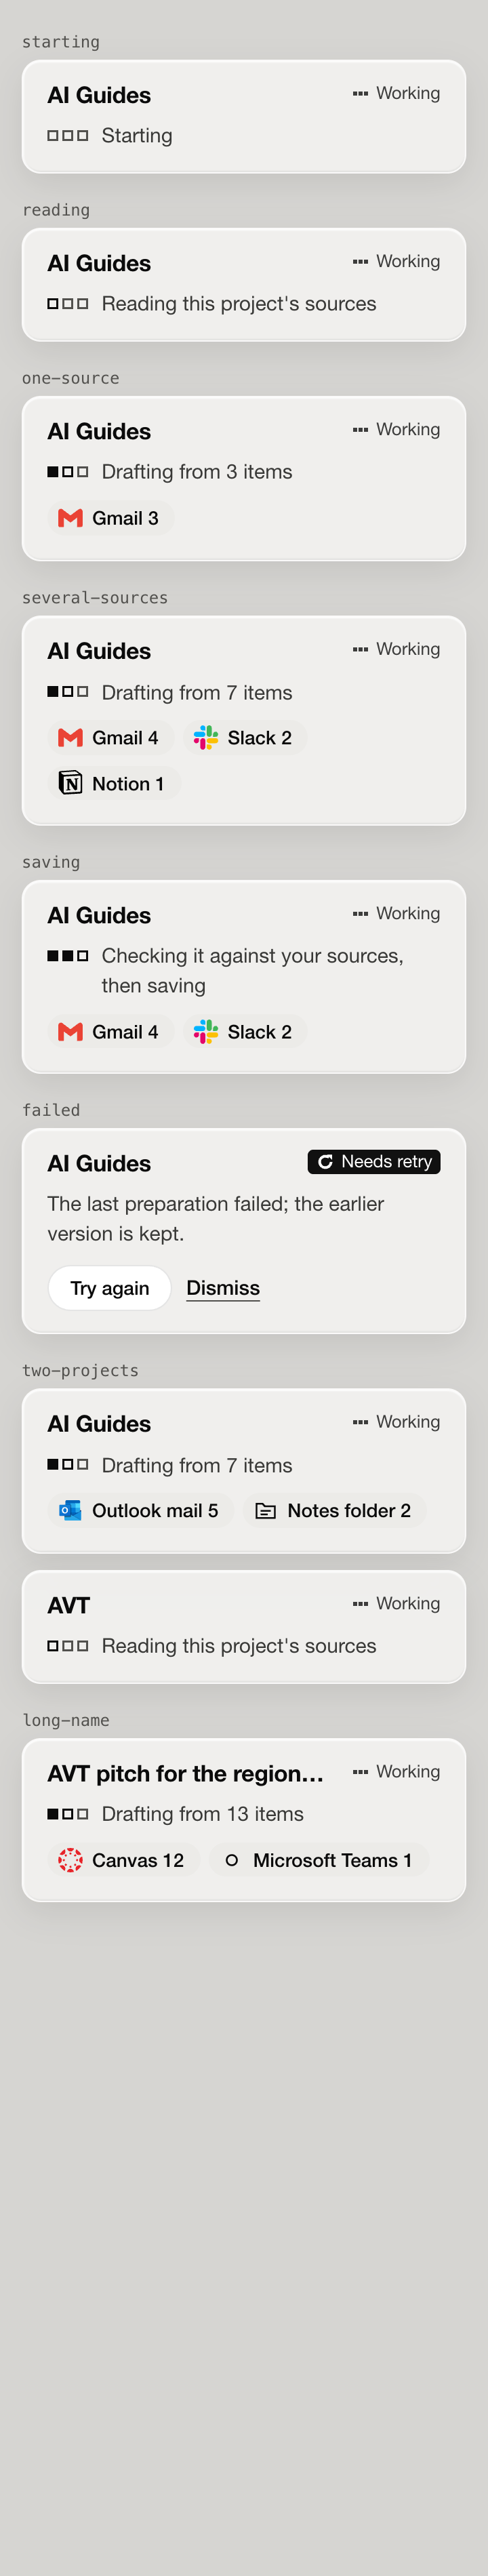 starting
AI Guides
Working
Starting
reading
AI Guides
Working
Reading this project's sources
one-source
AI Guides
Working
Drafting from 3 items
Gmail 3
several-sources
AI Guides
Working
Drafting from 7 items
Gmail 4
Slack 2
Notion 1
saving
AI Guides
Working
Checking it against your sources,
then saving
Gmail 4
Slack 2
failed
AI Guides
Needs retry
The last preparation failed; the earlier
version is kept.
Try again
Dismiss
two-projects
AI Guides
Working
Drafting from 7 items
Outlook mail 5
Notes folder 2
AVT
Working
Reading this project's sources
long-name
AVT pitch for the region…
Working
Drafting from 13 items
Canvas 12
Microsoft Teams 1